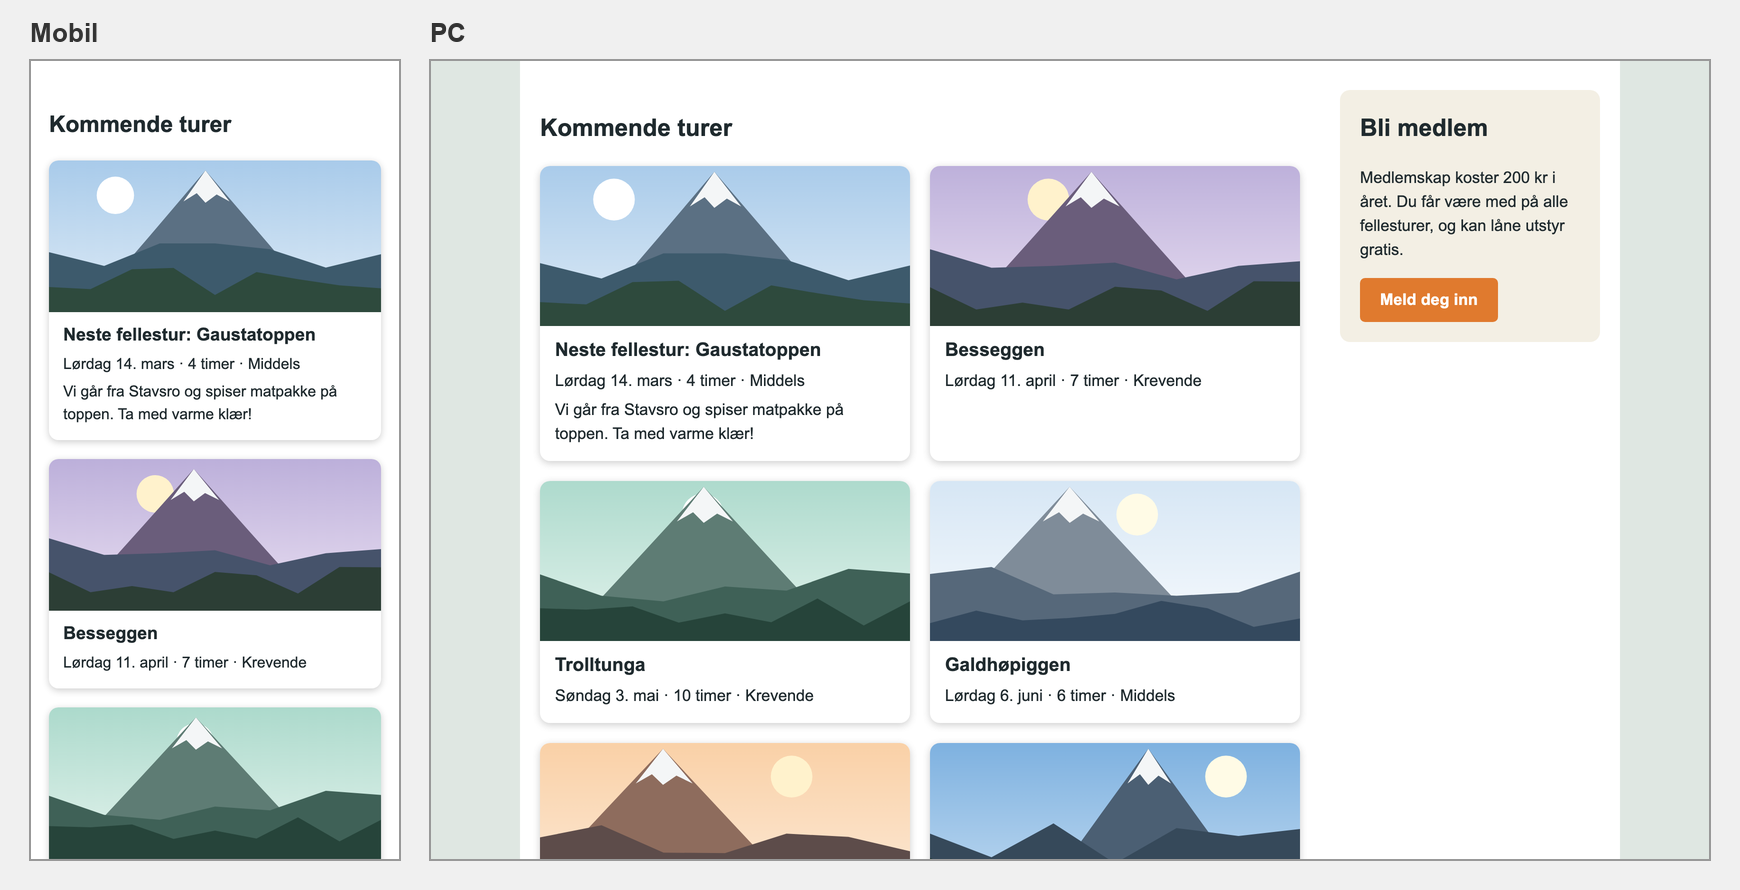 Mobil
Kommende turer
Neste fellestur: Gaustatoppen
Lørdag 14. mars · 4 timer · Middels
Vi går fra Stavsro og spiser matpakke på
toppen. Ta med varme klær!
Besseggen
Lørdag 11. april · 7 timer · Krevende
PC
Kommende turer
Neste fellestur: Gaustatoppen
Lørdag 14. mars · 4 timer · Middels
Vi går fra Stavsro og spiser matpakke på
toppen. Ta med varme klær!
Besseggen
Lørdag 11. april · 7 timer · Krevende
Trolltunga
Søndag 3. mai · 10 timer · Krevende
Galdhøpiggen
Lørdag 6. juni · 6 timer · Middels
Bli medlem
Medlemskap koster 200 kr i
året. Du får være med på alle
fellesturer, og kan låne utstyr
gratis.
Meld deg inn